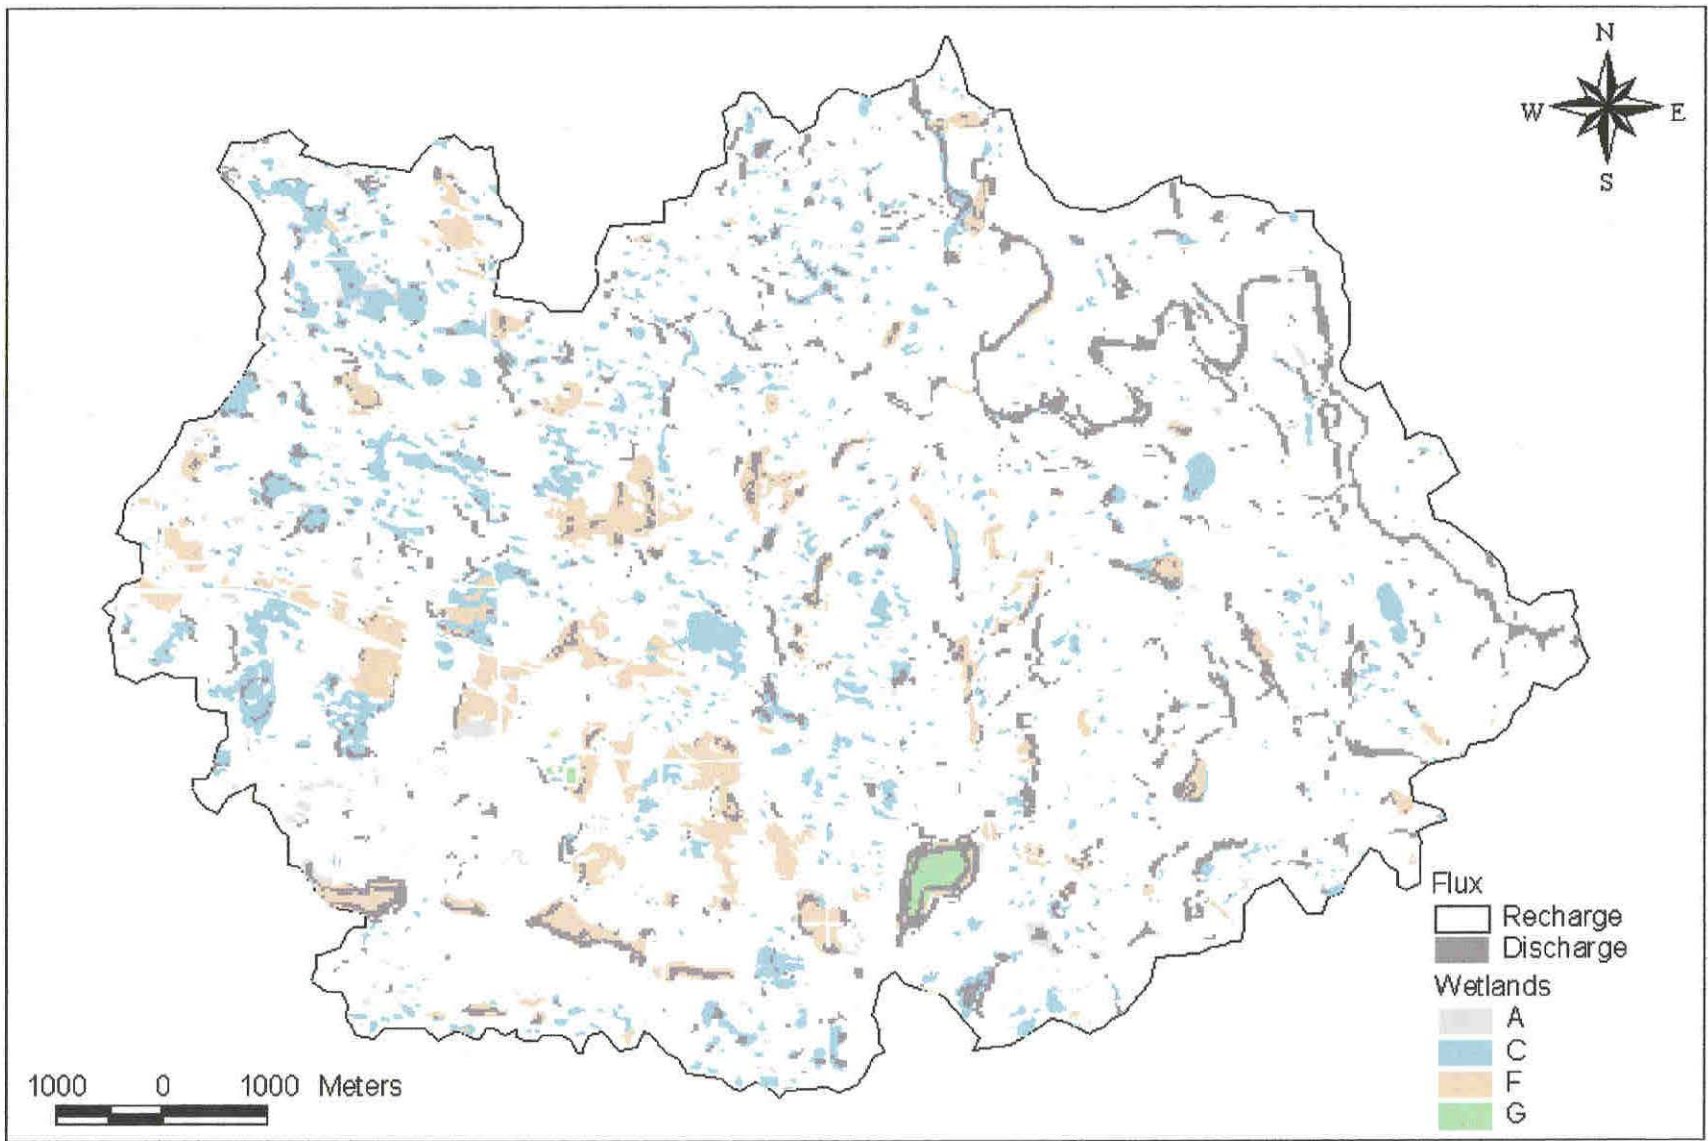 N
W E
S
Flux
Recharge
Discharge
Wetlands
A
C
F
G
1000 0 1000 Meters